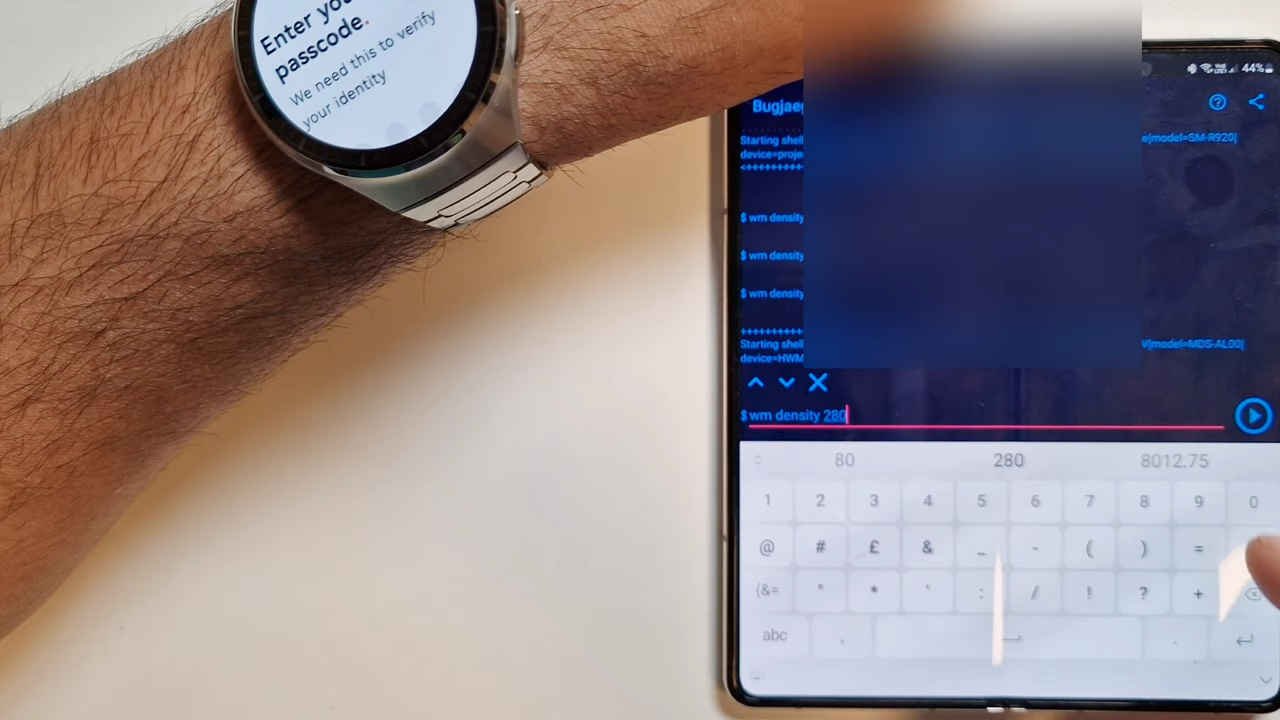 Enter you
passcode.
We need this to verify
your identity
44%
Bugjaeg
Starting shell
e|model=SM-R920|
device=proje
<+++++++++++
$ wm density
$ wm density
$ wm density
+++++++++++
Starting shell
|model=MDS-AL00|
device=HWM
$ wm density 280
80 280 8012.75
1 2 3 4 5 6 7 8 9 0
@ # £ & _ - ( ) =
(&= " * ' : / ! ? +
abc , .